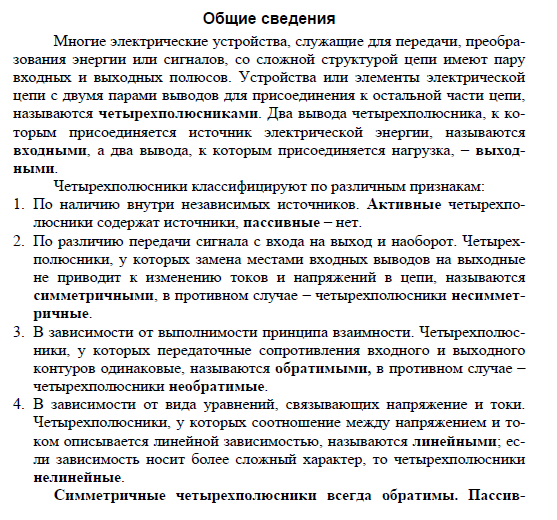 Общие сведения
Многие электрические устройства, служащие для передачи, преобра-
зования энергии или сигналов, со сложной структурой цепи имеют пару
входных и выходных полюсов. Устройства или элементы электрической
цепи с двумя парами выводов для присоединения к остальной части цепи,
называются четырехполюсниками. Два вывода четырехполюсника, к ко-
торым присоединяется источник электрической энергии, называются
входными, а два вывода, к которым присоединяется нагрузка, – выход-
ными.
Четырехполюсники классифицируют по различным признакам:
1. По наличию внутри независимых источников. Активные четырехпо-
люсники содержат источники, пассивные – нет.
2. По различию передачи сигнала с входа на выход и наоборот. Четырех-
полюсники, у которых замена местами входных выводов на выходные
не приводит к изменению токов и напряжений в цепи, называются
симметричными, в противном случае – четырехполюсники несиммет-
ричные.
3. В зависимости от выполнимости принципа взаимности. Четырехполюс-
ники, у которых передаточные сопротивления входного и выходного
контуров одинаковые, называются обратимыми, в противном случае –
четырехполюсники необратимые.
4. В зависимости от вида уравнений, связывающих напряжение и токи.
Четырехполюсники, у которых соотношение между напряжением и то-
ком описывается линейной зависимостью, называются линейными; ес-
ли зависимость носит более сложный характер, то четырехполюсники
нелинейные.
Симметричные четырехполюсники всегда обратимы. Пассив-